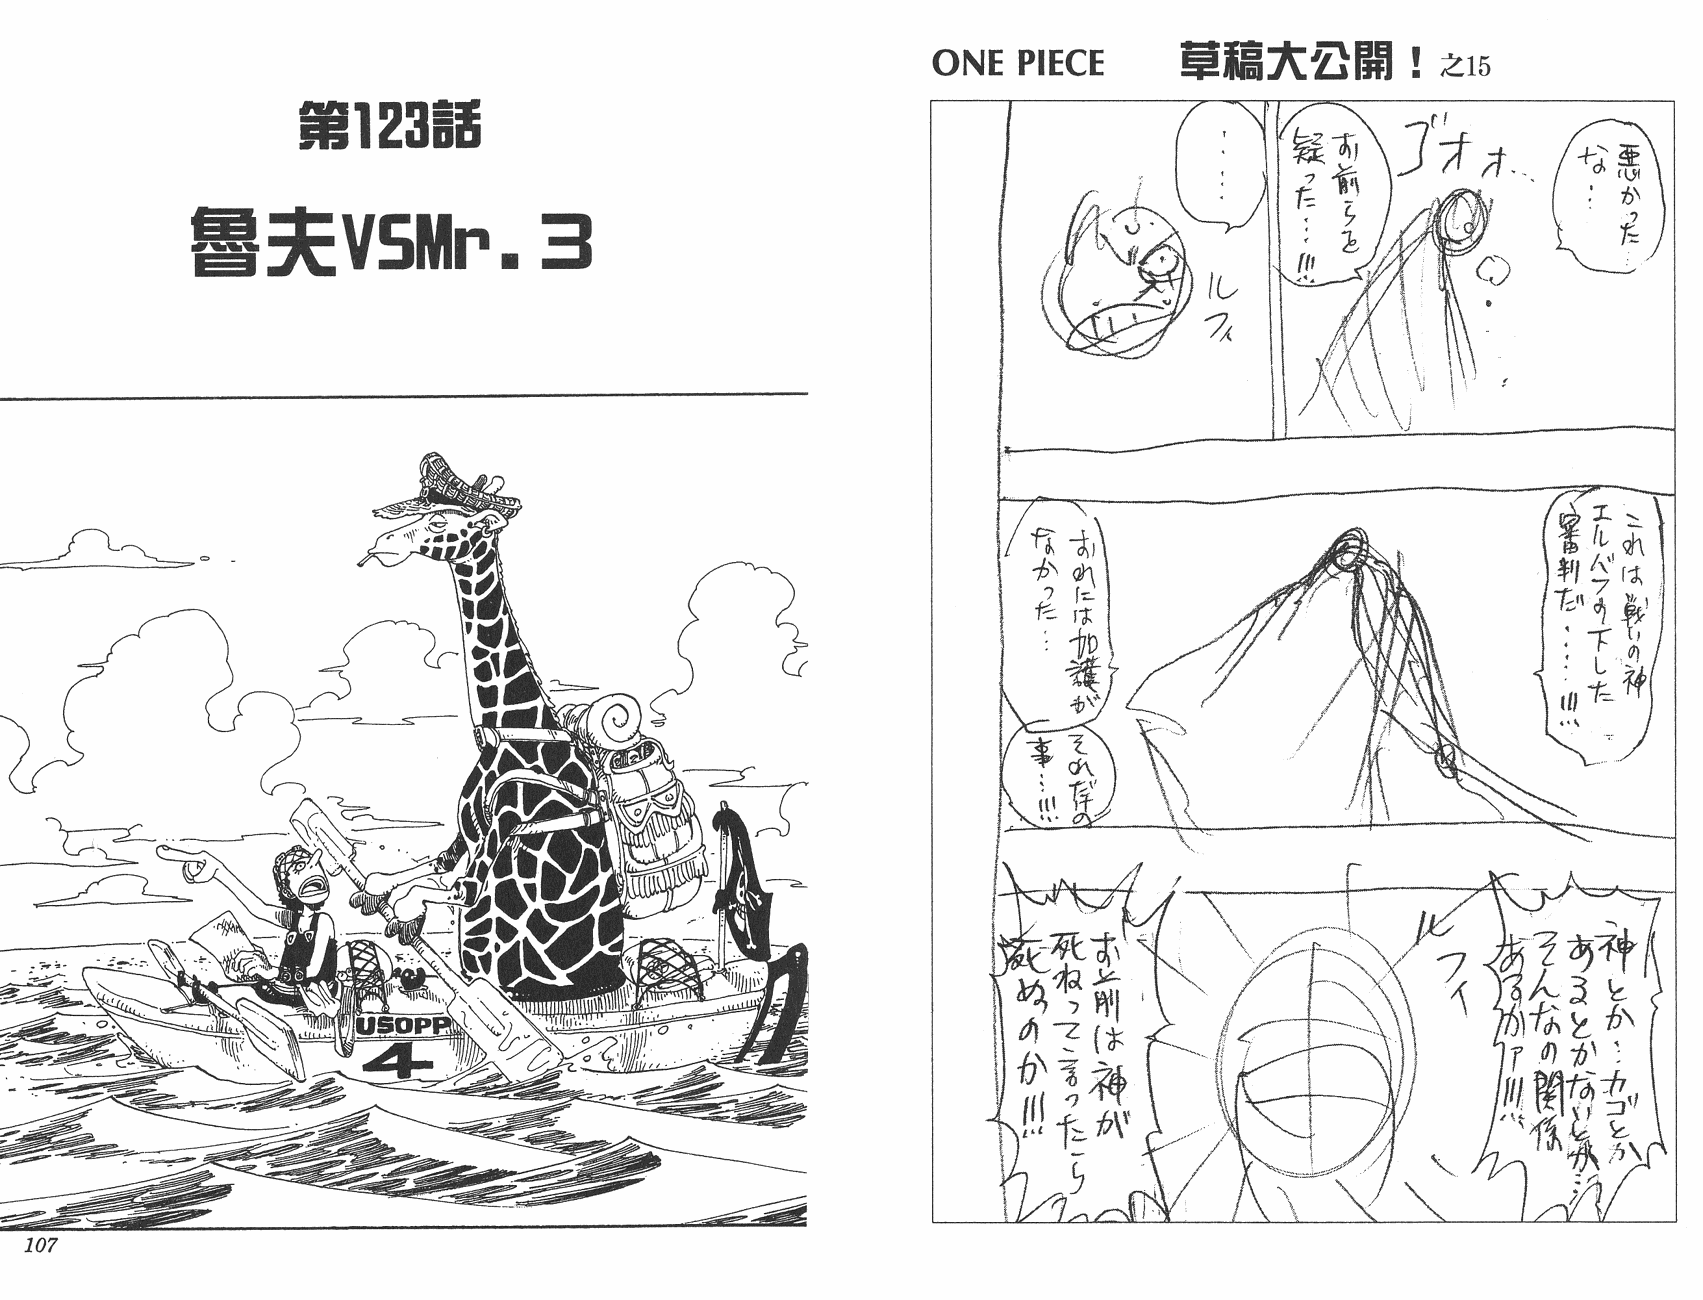 ONE PIECE 草稿大公開！之15
悪かった
な…
ゴオォ…
お前らを
疑った…!!!
・・・・
ルフィ
これは戦いの神
エルバフの下した
審判だ……!!!
おれには加護が
なかった…
それだけの
事…!!!
神とか…カゴとか
あるとかないとか…
そんなの関係
あるかァ!!!
ルフィ
お前は神が
死ねって言ったら
死ぬのか!!!
第123話
魯夫VSMr.3
USOPP
4
107